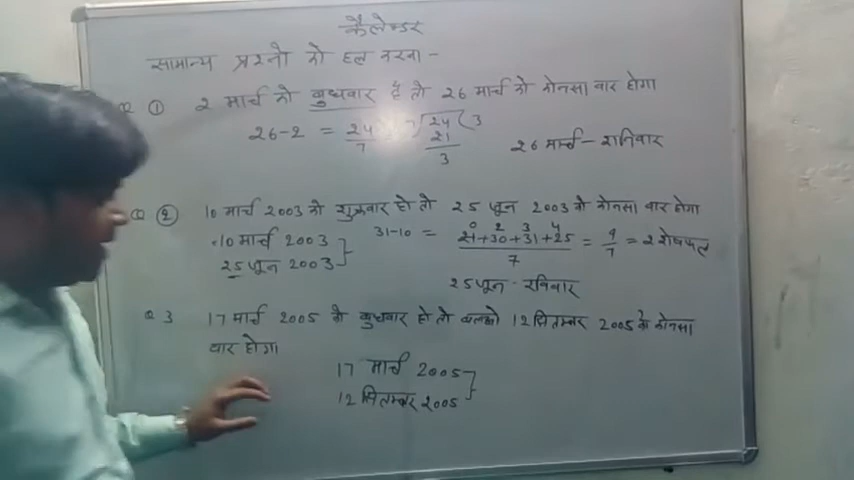 कैलेण्डर
सामान्य प्रश्नो को हल करना -
Q ① 2 मार्च को बुधवार है तो 26 मार्च को कोनसा वार होगा
26-2 = 24/7 = 7)24(3
21
3
26 मार्च - शनिवार
Q ② 10 मार्च 2003 को शुक्रवार हो तो 25 जून 2003 को कोनसा वार होगा
10 मार्च 2003
25 जून 2003
31-10 =
0 2 3 4
21+30+31+25 / 7 = 9/7 = 2 शेषफल
25 जून - रविवार
Q 3 17 मार्च 2005 को बुधवार हो तो बताओ 12 सितम्बर 2005 को कोनसा
वार होगा
17 मार्च 2005
12 सितम्बर 2005